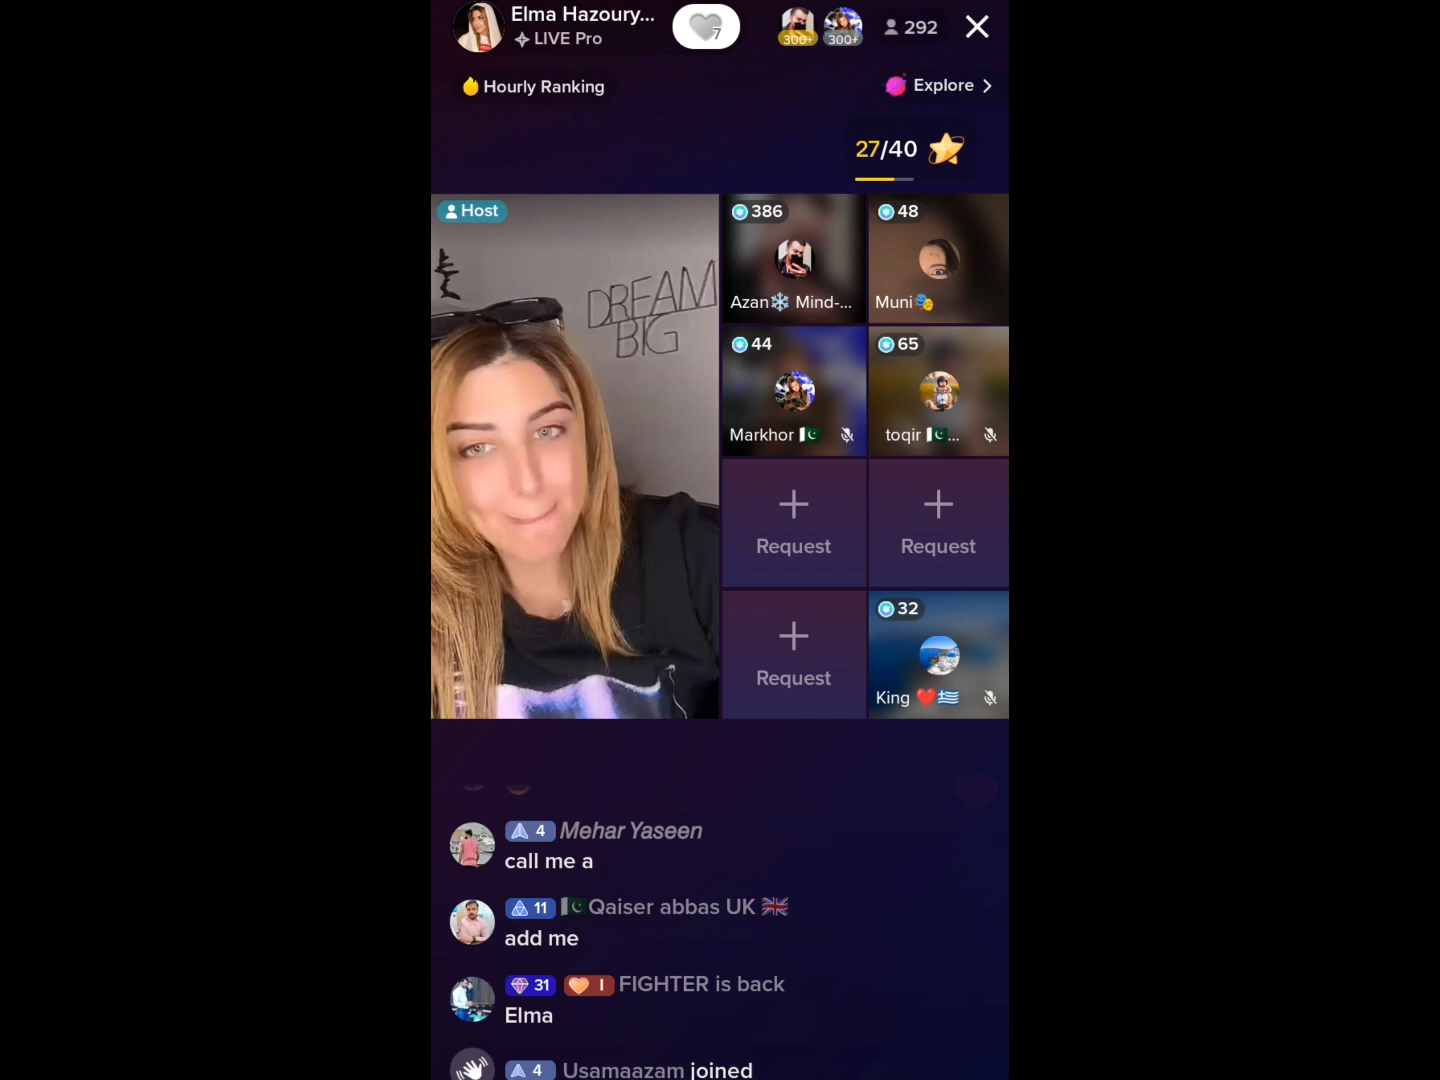 Elma Hazoury...
LIVE Pro
7
300+
300+
292
Hourly Ranking
Explore
27/40
Host
DREAM
BIG
386
Azan❄️ Mind-...
48
Muni🎭
44
Markhor 🇵🇰
65
toqir 🇵🇰...
Request
Request
Request
32
King ❤️🇬🇷
4 Mehar Yaseen
call me a
11 🇵🇰Qaiser abbas UK 🇬🇧
add me
31 I FIGHTER is back
Elma
4 Usamaazam joined